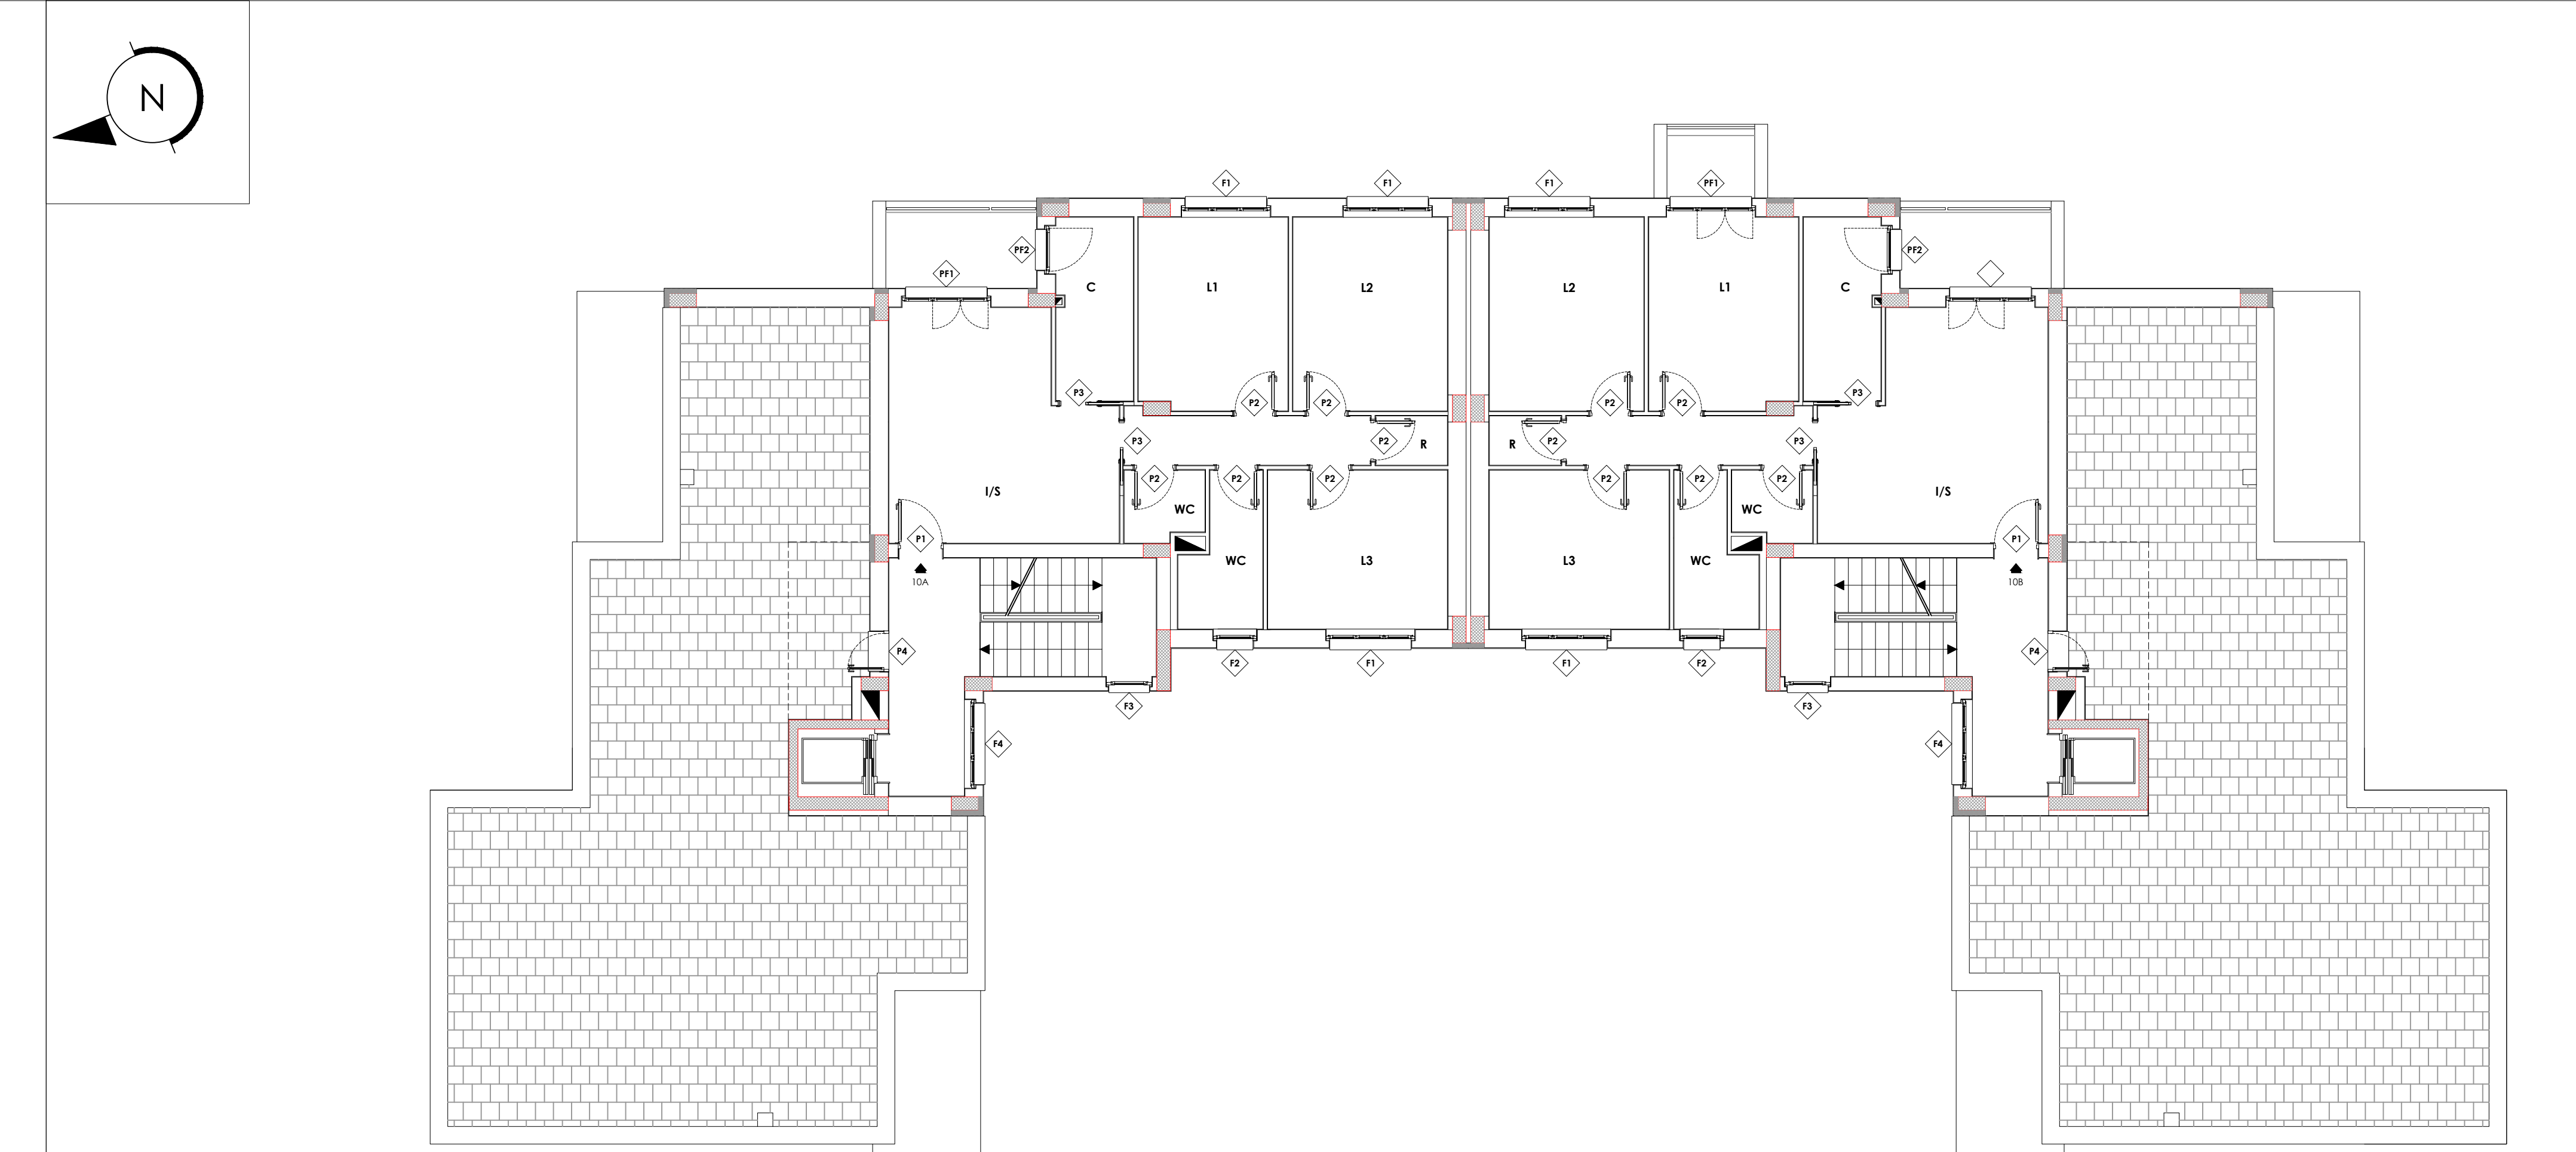 N
F1 F1 F1 PF1
PF2 PF2
PF1
C L1 L2 L2 L1 C
P3 P2 P2 P2 P2 P3
P3 P2 R R P2 P3
P2 P2 P2 P2 P2 P2
I/S I/S
WC WC
P1 P1
WC L3 L3 WC
10A 10B
P4 P4
F2 F1 F1 F2
F3 F3
F4 F4